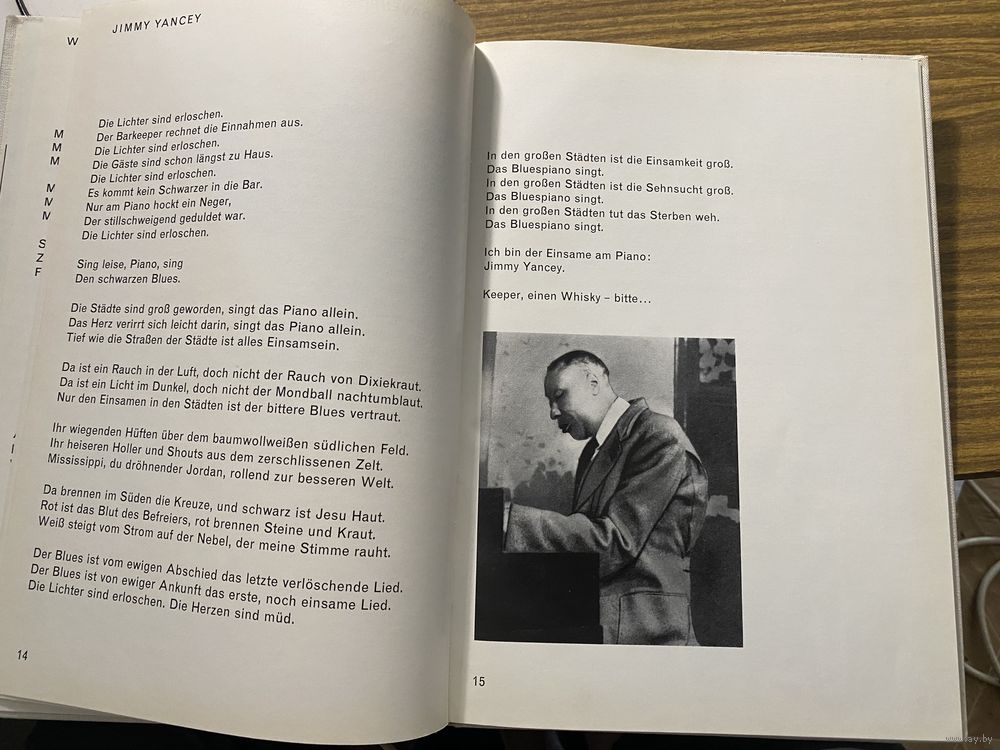 JIMMY YANCEY
W
M
M
M
M
M
M
S
Z
F
Die Lichter sind erloschen.
Der Barkeeper rechnet die Einnahmen aus.
Die Lichter sind erloschen.
Die Gäste sind schon längst zu Haus.
Die Lichter sind erloschen.
Es kommt kein Schwarzer in die Bar.
Nur am Piano hockt ein Neger,
Der stillschweigend geduldet war.
Die Lichter sind erloschen.
Sing leise, Piano, sing
Den schwarzen Blues.
Die Städte sind groß geworden, singt das Piano allein.
Das Herz verirrt sich leicht darin, singt das Piano allein.
Tief wie die Straßen der Städte ist alles Einsamsein.
Da ist ein Rauch in der Luft, doch nicht der Rauch von Dixiekraut.
Da ist ein Licht im Dunkel, doch nicht der Mondball nachtumblaut.
Nur den Einsamen in den Städten ist der bittere Blues vertraut.
Ihr wiegenden Hüften über dem baumwollweißen südlichen Feld.
Ihr heiseren Holler und Shouts aus dem zerschlissenen Zelt.
Mississippi, du dröhnender Jordan, rollend zur besseren Welt.
Da brennen im Süden die Kreuze, und schwarz ist Jesu Haut.
Rot ist das Blut des Befreiers, rot brennen Steine und Kraut.
Weiß steigt vom Strom auf der Nebel, der meine Stimme rauht.
Der Blues ist vom ewigen Abschied das letzte verlöschende Lied.
Der Blues ist von ewiger Ankunft das erste, noch einsame Lied.
Die Lichter sind erloschen. Die Herzen sind müd.
14
In den großen Städten ist die Einsamkeit groß.
Das Bluespiano singt.
In den großen Städten ist die Sehnsucht groß.
Das Bluespiano singt.
In den großen Städten tut das Sterben weh.
Das Bluespiano singt.
Ich bin der Einsame am Piano:
Jimmy Yancey.
Keeper, einen Whisky – bitte...
15